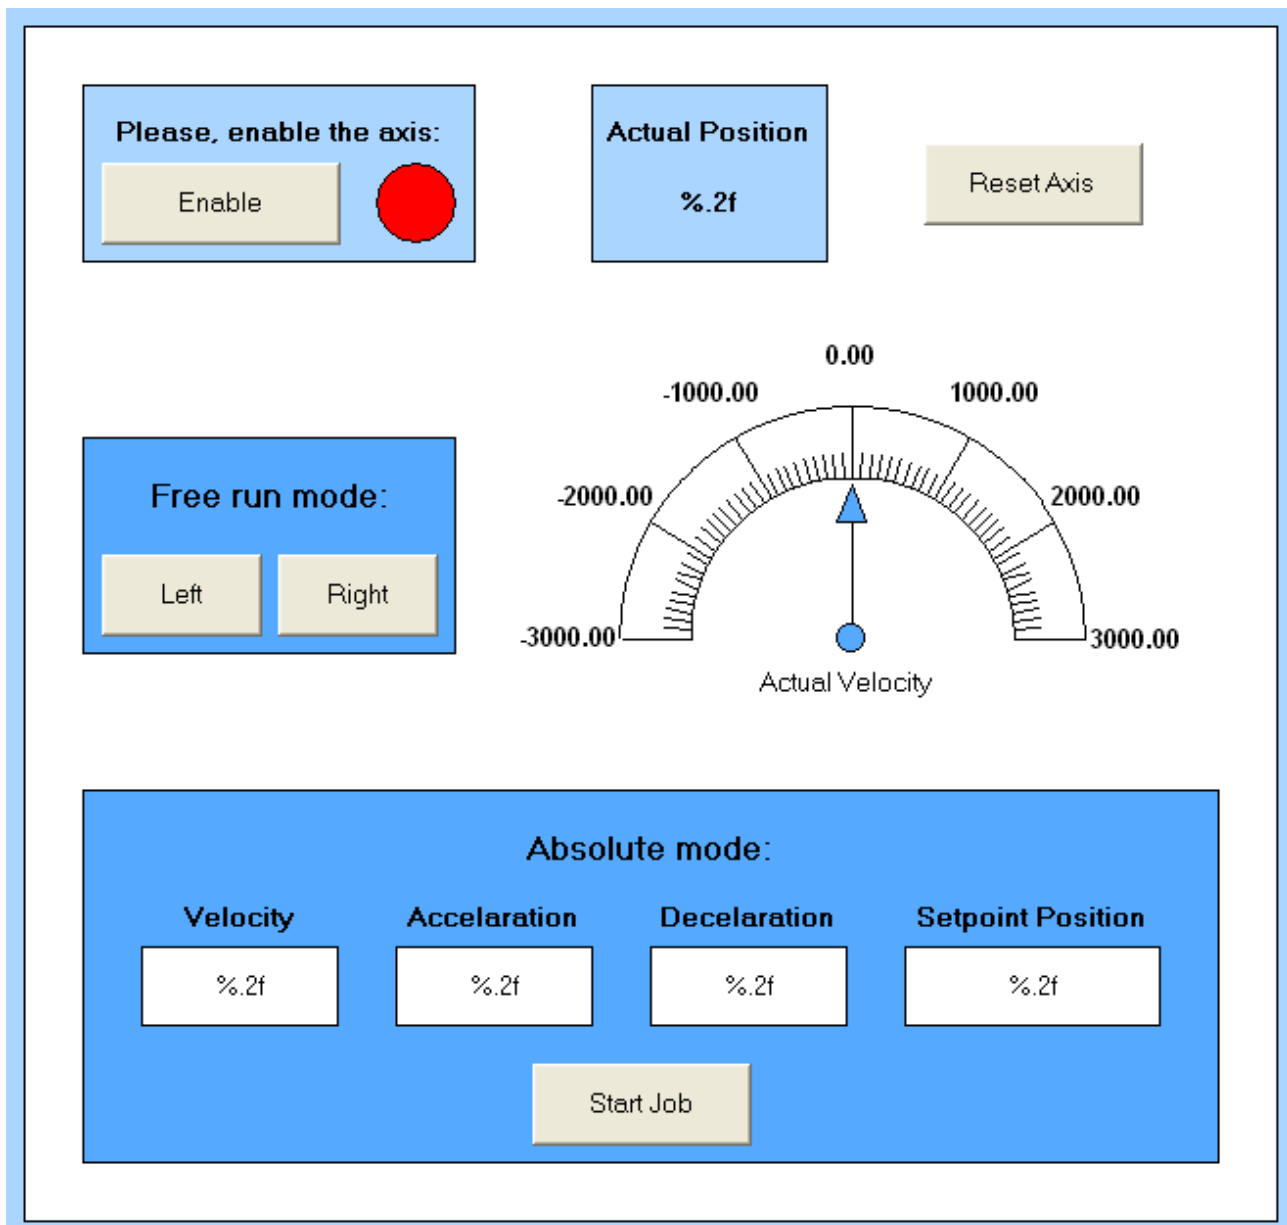 Please, enable the axis:
Enable
Actual Position
%.2f
Reset Axis
0.00
-1000.00
1000.00
-2000.00
2000.00
-3000.00
3000.00
Actual Velocity
Free run mode:
Left
Right
Absolute mode:
Velocity
Accelaration
Decelaration
Setpoint Position
%.2f
%.2f
%.2f
%.2f
Start Job